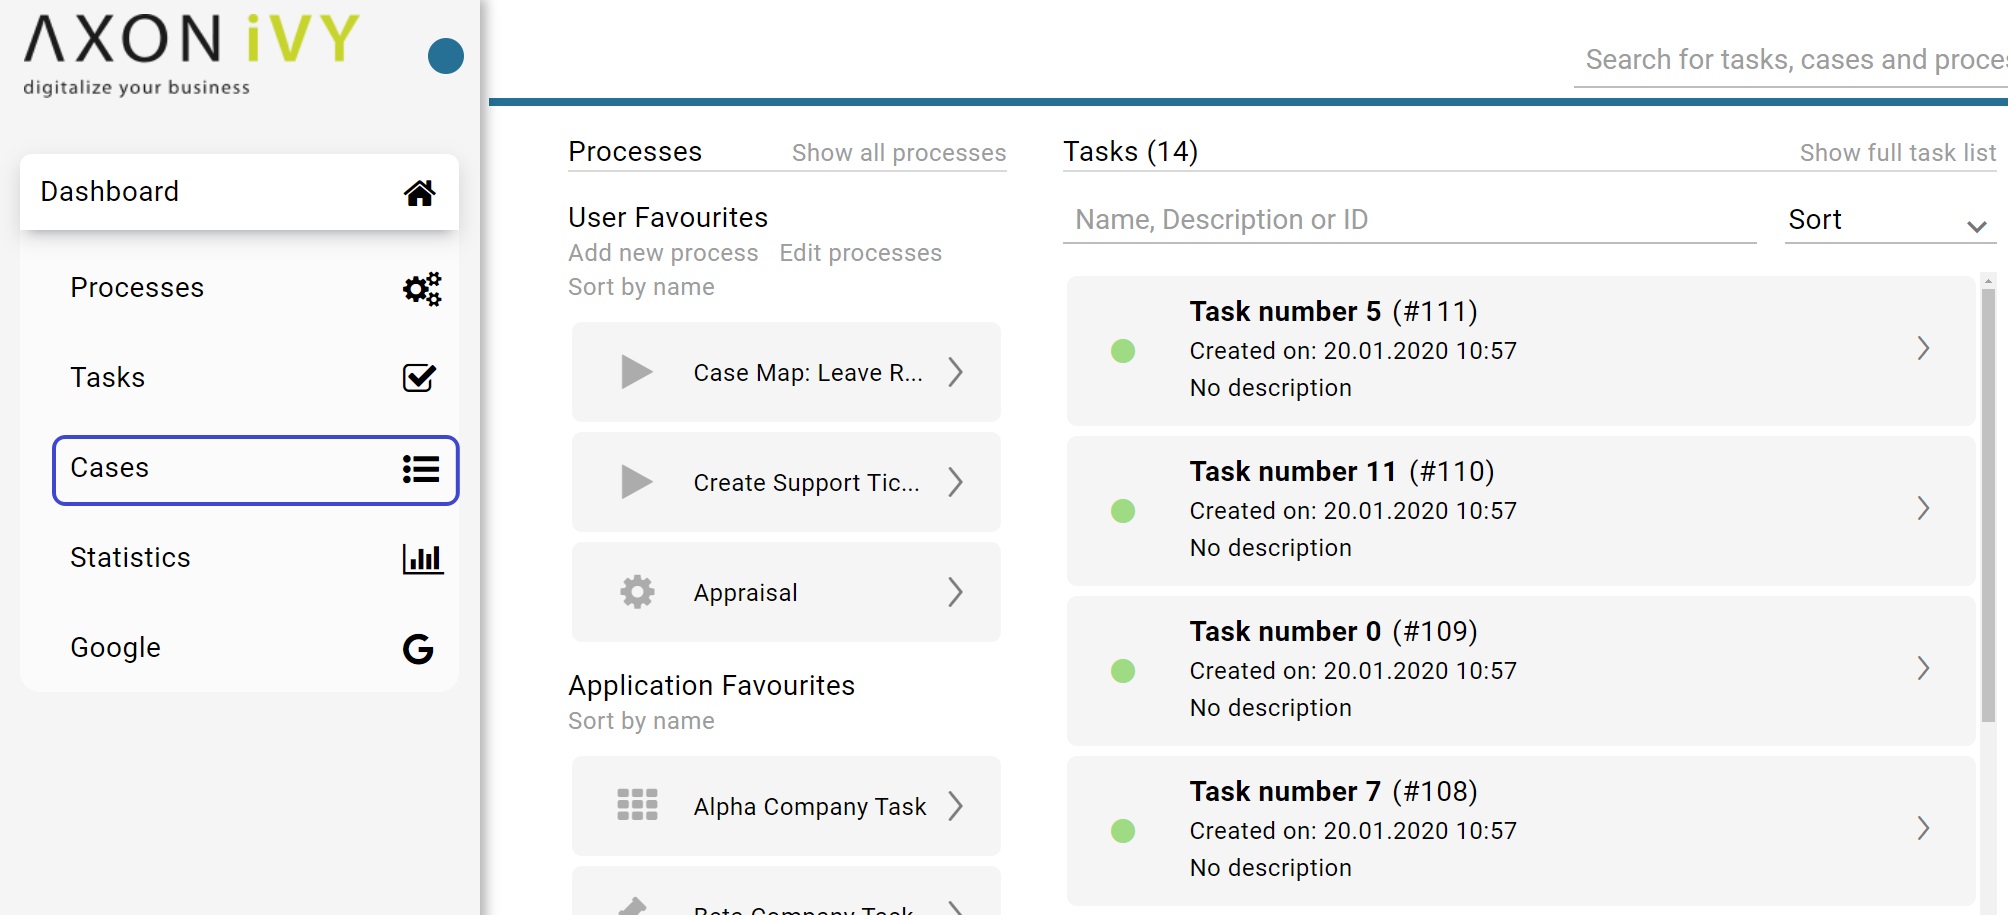 AXON iVY
digitalize your business
Search for tasks, cases and
Dashboard
Processes
Tasks
Cases
Statistics
Google
Processes
Show all processes
User Favourites
Add new process Edit processes
Sort by name
Case Map: Leave R...
Create Support Tic...
Appraisal
Application Favourites
Sort by name
Alpha Company Task
Beta Company Task
Tasks (14)
Show full task list
Name, Description or ID
Sort
Task number 5 (#111)
Created on: 20.01.2020 10:57
No description
Task number 11 (#110)
Created on: 20.01.2020 10:57
No description
Task number 0 (#109)
Created on: 20.01.2020 10:57
No description
Task number 7 (#108)
Created on: 20.01.2020 10:57
No description